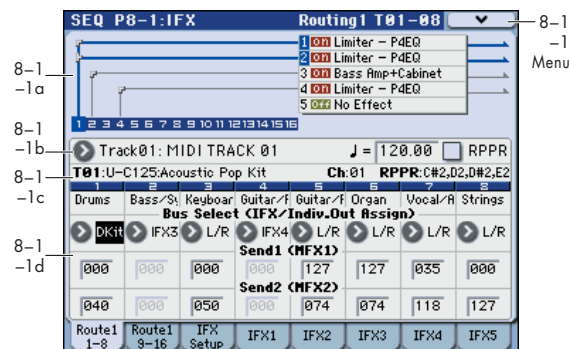 SEQ P8-1:IFX Routing1 T01-08
8-1
-1
Menu
1 On Limiter - P4EQ
2 On Limiter - P4EQ
3 On Bass Amp+Cabinet
4 On Limiter - P4EQ
5 Off No Effect
8-1
-1a
1 2 3 4 5 6 7 8 9 10 11 12 13 14 15 16
8-1
-1b
Track01: MIDI TRACK 01 ♩= 120.00 RPPR
8-1
-1c
T01:U-C125:Acoustic Pop Kit Ch:01 RPPR:C#2,D2,D#2,E2
1 2 3 4 5 6 7 8
Drums Bass/Sy Keyboar Guitar/F Guitar/F Organ Vocal/A Strings
Bus Select (IFX/Indiv.Out Assign)
8-1
-1d
DKit IFX3 L/R IFX4 L/R L/R L/R L/R
Send1 (MFX1)
000 000 000 000 127 127 035 000
Send2 (MFX2)
040 000 050 000 074 074 118 127
Route1
1-8
Route1
9-16
IFX
Setup
IFX1 IFX2 IFX3 IFX4 IFX5